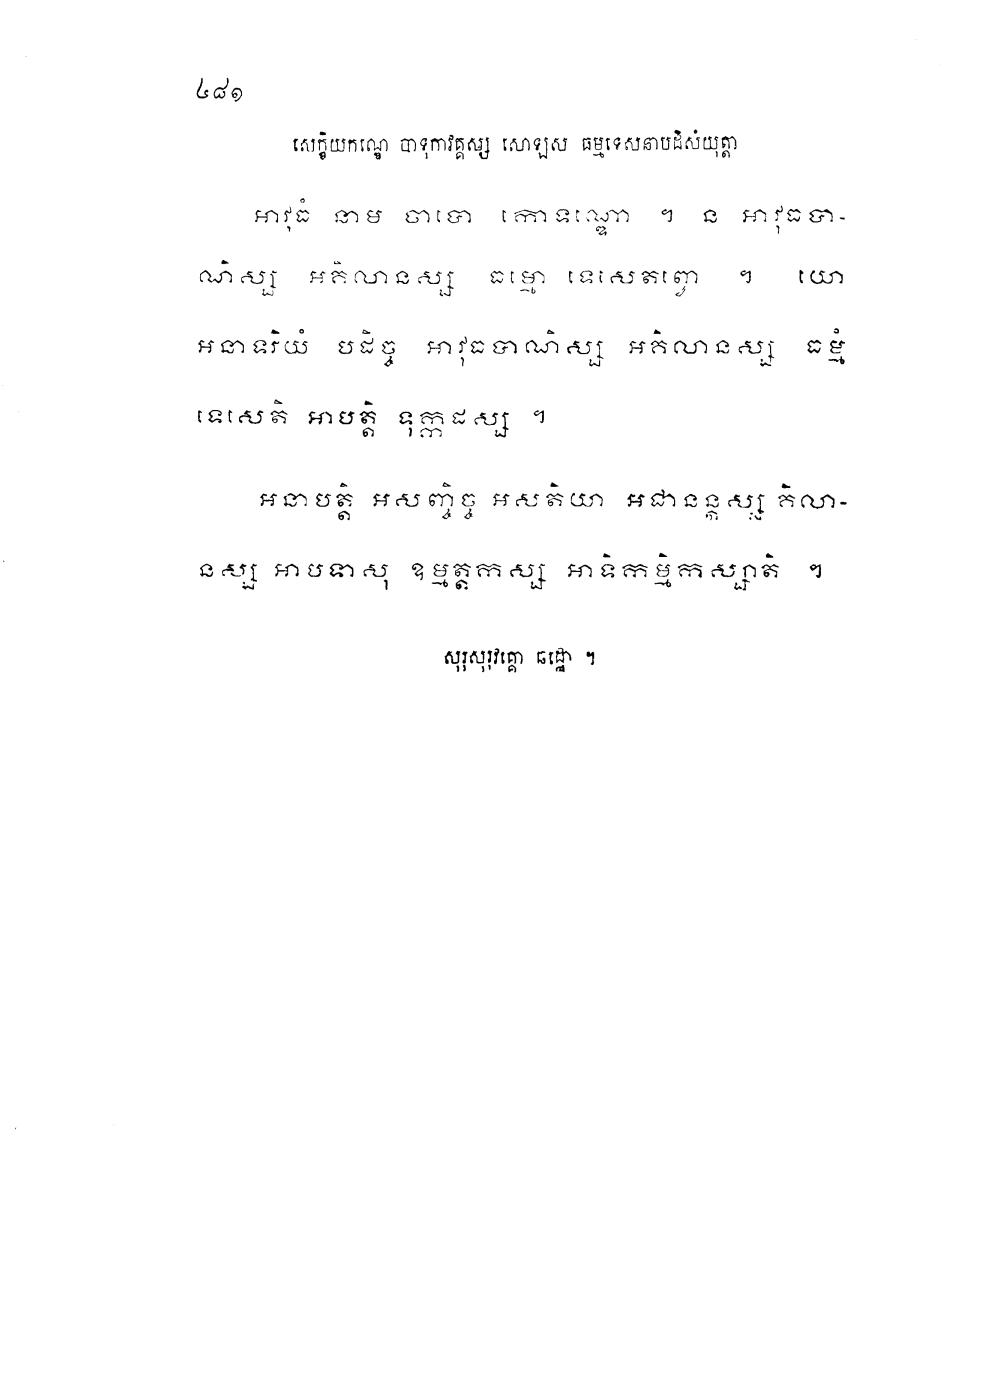 ៤៨១
សេក្ខិយកណ្ឌេ បាទុកាវគ្គស្ស សោឡស ធម្មទេសនាបដិសំយុត្តា
អាវុធំ នាម ចាបោ កោទណ្ឌោ ។ ន អាវុធបា-
ណិស្ស អគិលានស្ស ធម្មោ ទេសេតព្វោ ។ យោ
អនាទរិយំ បដិច្ច អាវុធបាណិស្ស អគិលានស្ស ធម្មំ
ទេសេតិ អាបត្តិ ទុក្កដស្ស ។
អនាបត្តិ អសញ្ចិច្ច អសតិយា អជានន្តស្ស គិលា-
នស្ស អាបទាសុ ឧម្មត្តកស្ស អាទិកម្មិកស្សាតិ ។
សុរុសុរុវគ្គោ ឆដ្ឋោ ។